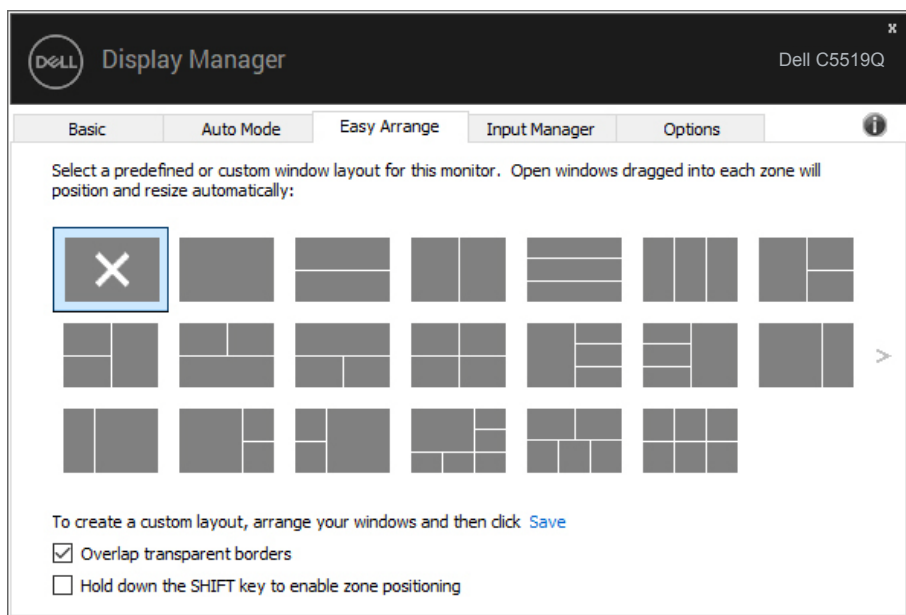 x
DELL
Display Manager
Dell C5519Q
Basic
Auto Mode
Easy Arrange
Input Manager
Options
i
Select a predefined or custom window layout for this monitor. Open windows dragged into each zone will
position and resize automatically:
>
To create a custom layout, arrange your windows and then click Save
Overlap transparent borders
Hold down the SHIFT key to enable zone positioning